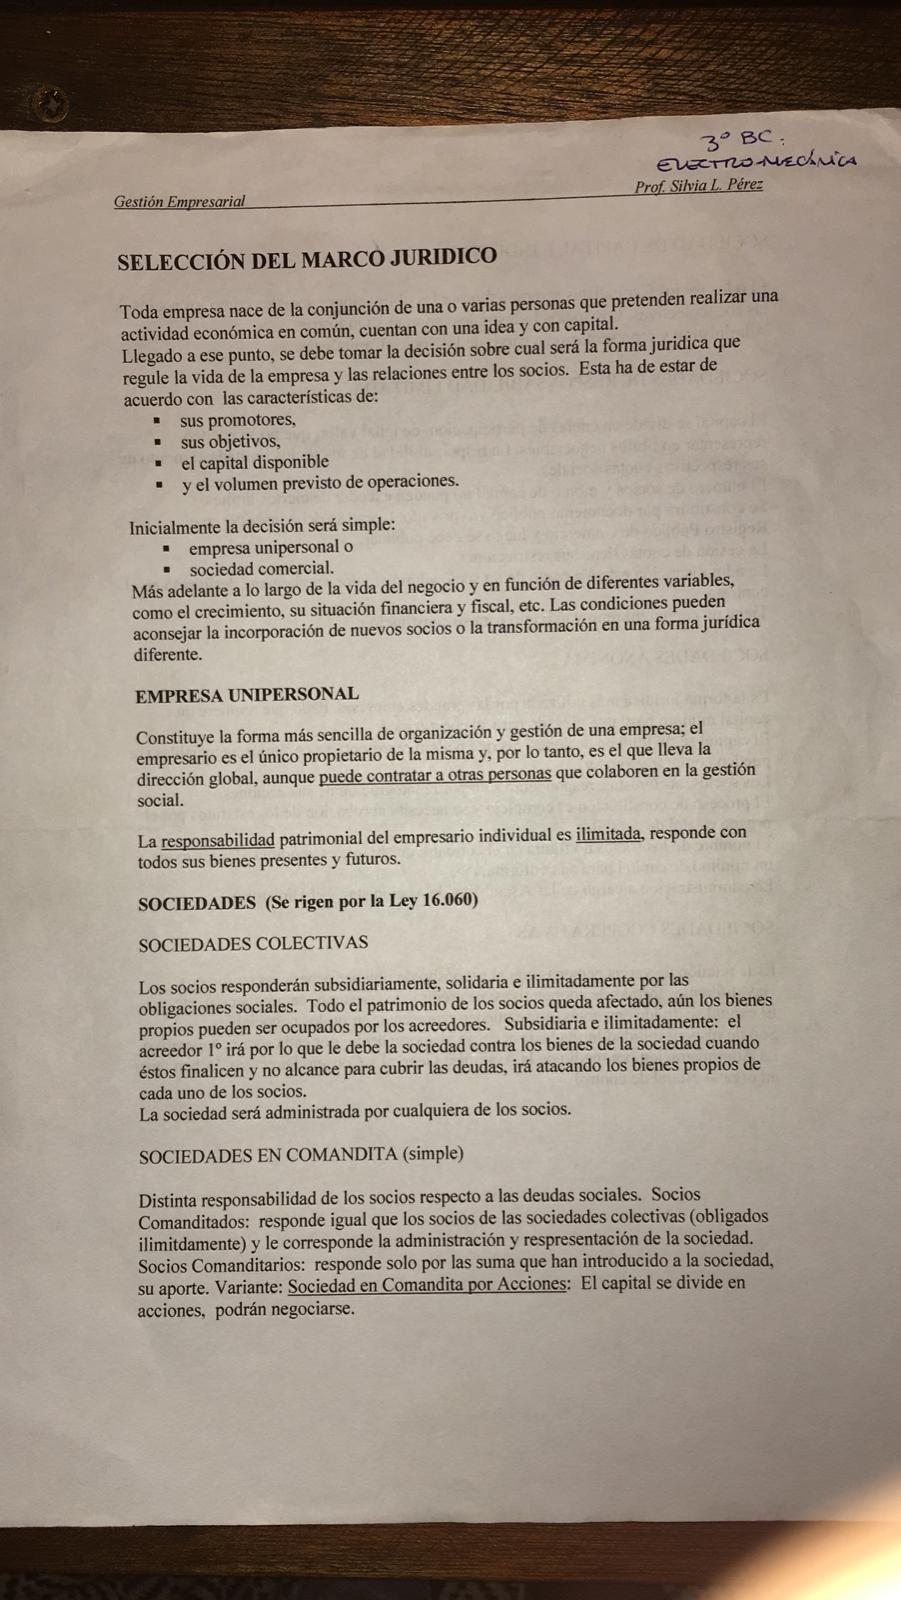 3º BC:
ELECTRO-MECÁNICA
Gestión Empresarial
Prof. Silvia L. Pérez
SELECCIÓN DEL MARCO JURIDICO
Toda empresa nace de la conjunción de una o varias personas que pretenden realizar una
actividad económica en común, cuentan con una idea y con capital.
Llegado a ese punto, se debe tomar la decisión sobre cual será la forma juridica que
regule la vida de la empresa y las relaciones entre los socios. Esta ha de estar de
acuerdo con las características de:
▪ sus promotores,
▪ sus objetivos,
▪ el capital disponible
▪ y el volumen previsto de operaciones.
Inicialmente la decisión será simple:
▪ empresa unipersonal o
▪ sociedad comercial.
Más adelante a lo largo de la vida del negocio y en función de diferentes variables,
como el crecimiento, su situación financiera y fiscal, etc. Las condiciones pueden
aconsejar la incorporación de nuevos socios o la transformación en una forma jurídica
diferente.
EMPRESA UNIPERSONAL
Constituye la forma más sencilla de organización y gestión de una empresa; el
empresario es el único propietario de la misma y, por lo tanto, es el que lleva la
dirección global, aunque puede contratar a otras personas que colaboren en la gestión
social.
La responsabilidad patrimonial del empresario individual es ilimitada, responde con
todos sus bienes presentes y futuros.
SOCIEDADES (Se rigen por la Ley 16.060)
SOCIEDADES COLECTIVAS
Los socios responderán subsidiariamente, solidaria e ilimitadamente por las
obligaciones sociales. Todo el patrimonio de los socios queda afectado, aún los bienes
propios pueden ser ocupados por los acreedores. Subsidiaria e ilimitadamente: el
acreedor 1º irá por lo que le debe la sociedad contra los bienes de la sociedad cuando
éstos finalicen y no alcance para cubrir las deudas, irá atacando los bienes propios de
cada uno de los socios.
La sociedad será administrada por cualquiera de los socios.
SOCIEDADES EN COMANDITA (simple)
Distinta responsabilidad de los socios respecto a las deudas sociales. Socios
Comanditados: responde igual que los socios de las sociedades colectivas (obligados
ilimitdamente) y le corresponde la administración y respresentación de la sociedad.
Socios Comanditarios: responde solo por las suma que han introducido a la sociedad,
su aporte. Variante: Sociedad en Comandita por Acciones: El capital se divide en
acciones, podrán negociarse.